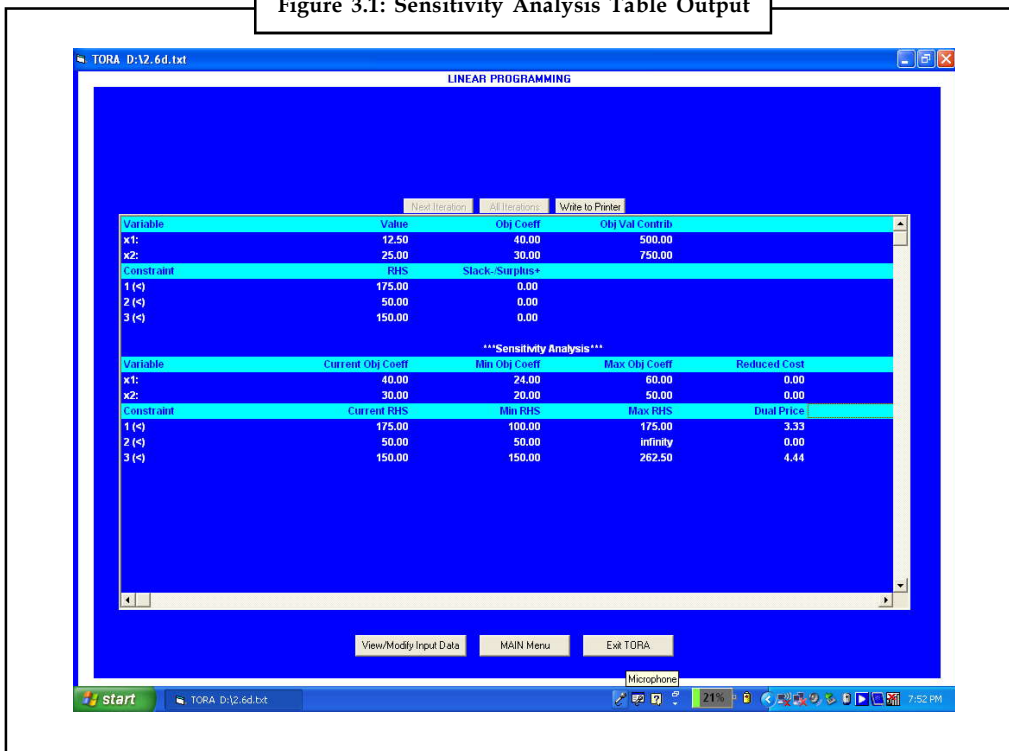 Figure 3.1: Sensitivity Analysis Table Output
TORA D:\2.6d.txt
LINEAR PROGRAMMING
Next Iteration All Iterations Write to Printer
Variable Value Obj Coeff Obj Val Contrib
x1: 12.50 40.00 500.00
x2: 25.00 30.00 750.00
Constraint RHS Slack-/Surplus+
1 (<) 175.00 0.00
2 (<) 50.00 0.00
3 (<) 150.00 0.00
***Sensitivity Analysis***
Variable Current Obj Coeff Min Obj Coeff Max Obj Coeff Reduced Cost
x1: 40.00 24.00 60.00 0.00
x2: 30.00 20.00 50.00 0.00
Constraint Current RHS Min RHS Max RHS Dual Price
1 (<) 175.00 100.00 175.00 3.33
2 (<) 50.00 50.00 infinity 0.00
3 (<) 150.00 150.00 262.50 4.44
View/Modify Input Data MAIN Menu Exit TORA
Microphone
start TORA D:\2.6d.txt 21% 7:52 PM